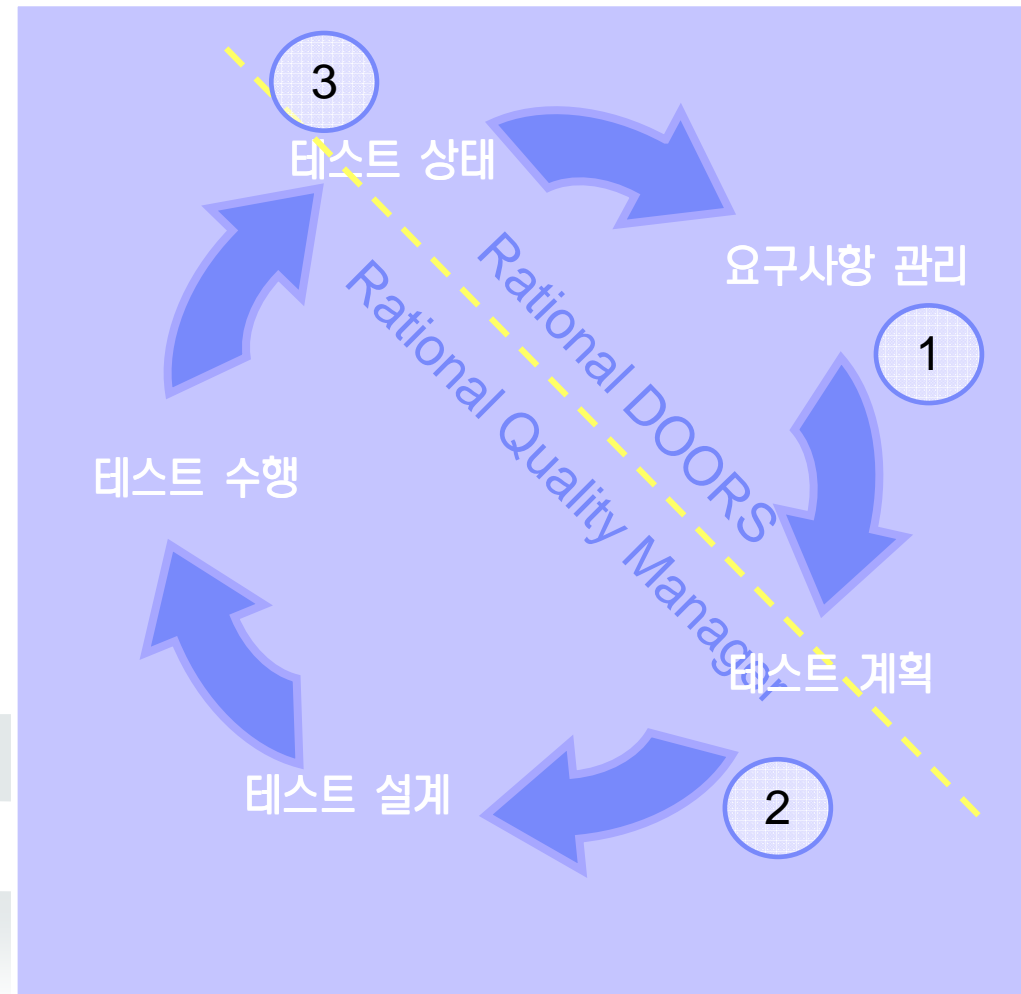 3
테스트 상태
요구사항 관리
1
Rational DOORS
Rational Quality Manager
테스트 수행
테스트 계획
테스트 설계
2